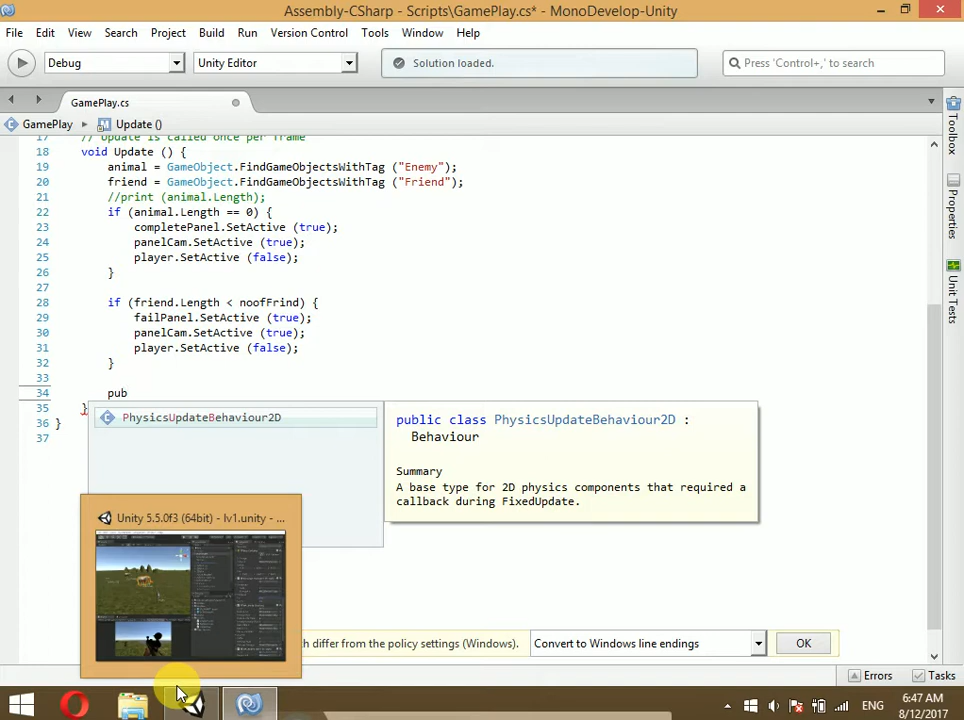 Assembly-CSharp - Scripts\GamePlay.cs* - MonoDevelop-Unity
File Edit View Search Project Build Run Version Control Tools Window Help
Debug Unity Editor Solution loaded. Press 'Control+,' to search
GamePlay.cs
GamePlay Update ()
17 // Update is called once per frame
18 void Update () {
19 animal = GameObject.FindGameObjectsWithTag ("Enemy");
20 friend = GameObject.FindGameObjectsWithTag ("Friend");
21 //print (animal.Length);
22 if (animal.Length == 0) {
23 completePanel.SetActive (true);
24 panelCam.SetActive (true);
25 player.SetActive (false);
26 }
27
28 if (friend.Length < noofFrind) {
29 failPanel.SetActive (true);
30 panelCam.SetActive (true);
31 player.SetActive (false);
32 }
33
34 pub
35 }
36 }
37
PhysicsUpdateBehaviour2D
public class PhysicsUpdateBehaviour2D :
Behaviour
Summary
A base type for 2D physics components that required a
callback during FixedUpdate.
Unity 5.5.0f3 (64bit) - lv1.unity - ...
differ from the policy settings (Windows). Convert to Windows line endings OK
Toolbox
Properties
Unit Tests
Errors Tasks
ENG
6:47 AM
8/12/2017